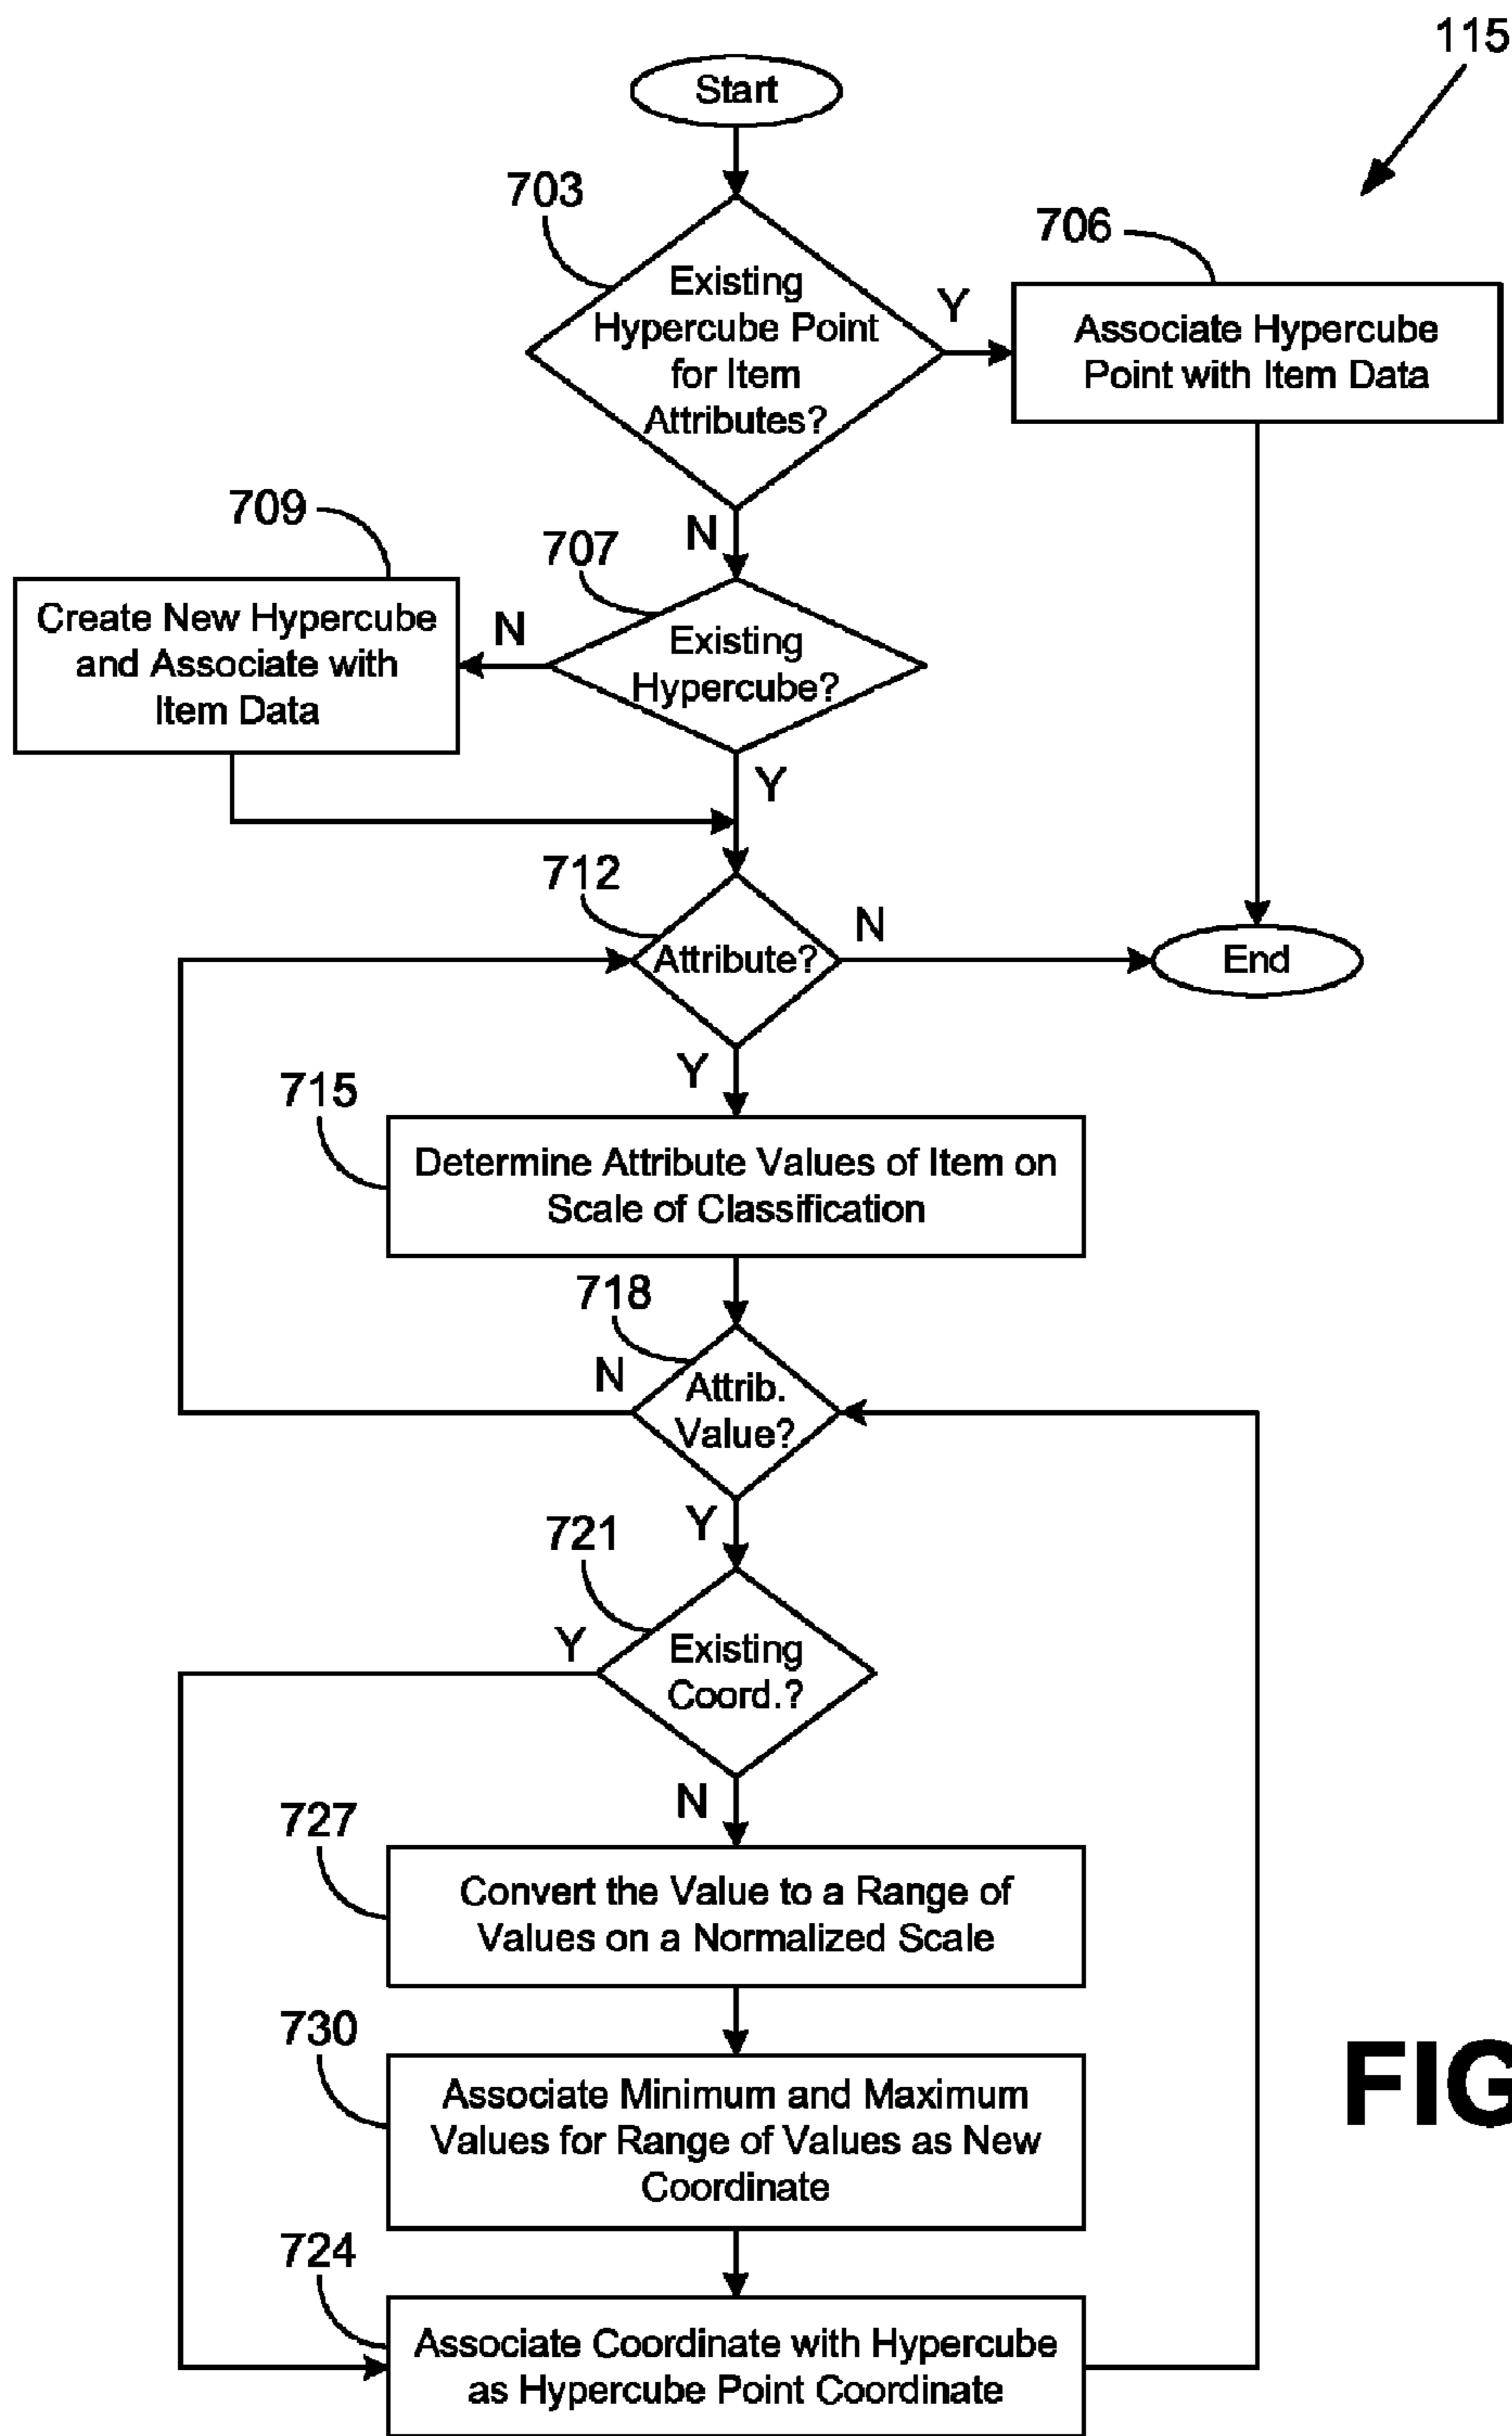 115
Start
703
706
Existing
Hypercube Point
for Item
Attributes?
Y
Associate Hypercube
Point with Item Data
N
709
707
Create New Hypercube
and Associate with
Item Data
N
Existing
Hypercube?
Y
712
Attribute?
N
End
Y
715
Determine Attribute Values of Item on
Scale of Classification
718
N
Attrib.
Value?
Y
721
Y
Existing
Coord.?
N
727
Convert the Value to a Range of
Values on a Normalized Scale
730
Associate Minimum and Maximum
Values for Range of Values as New
Coordinate
FIG
724
Associate Coordinate with Hypercube
as Hypercube Point Coordinate